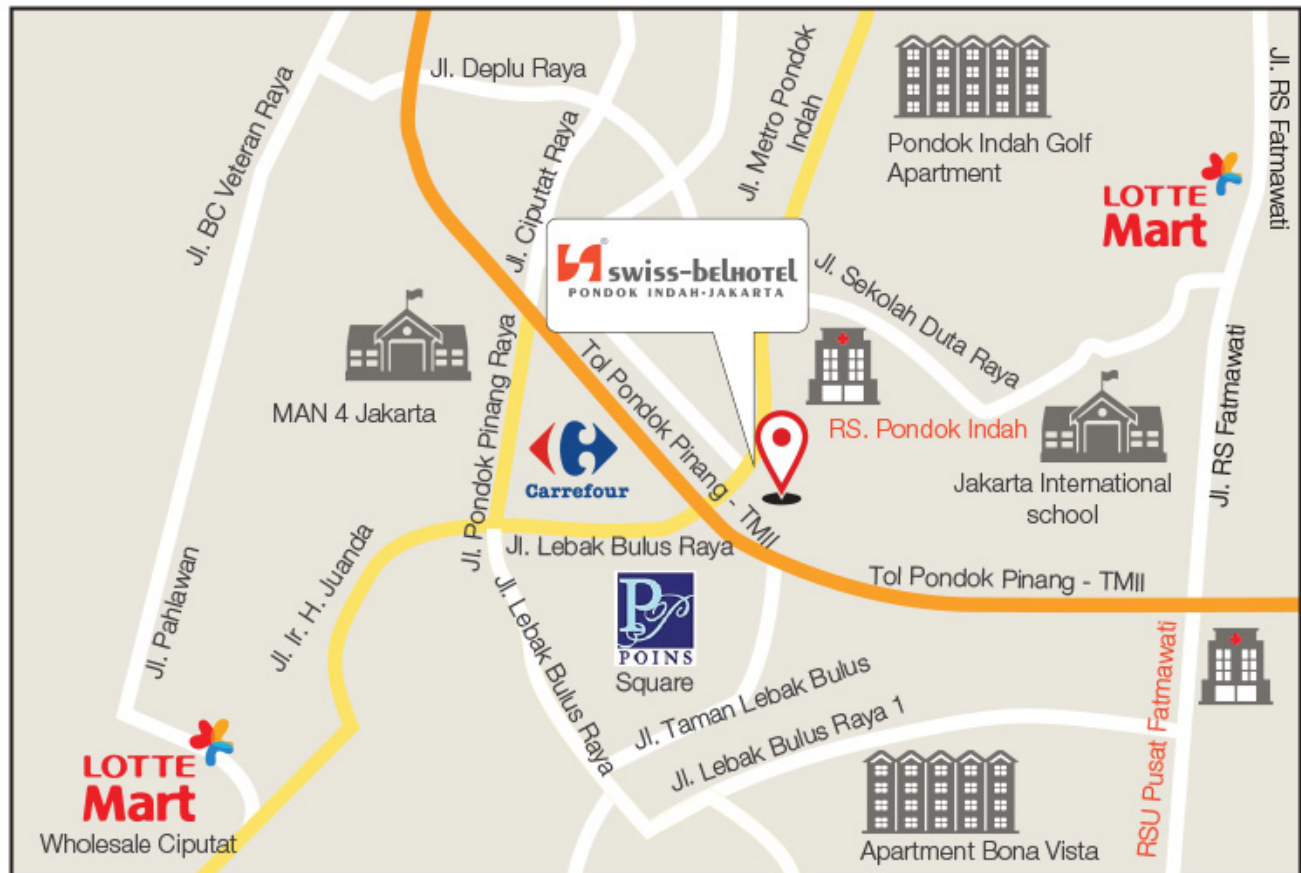 Jl. Deplu Raya
Jl. BC Veteran Raya
Jl. Ciputat Raya
Jl. Metro Pondok
Indah
Pondok Indah Golf
Apartment
Jl. RS Fatmawati
LOTTE
Mart
swiss-belHOTEL
®
PONDOK INDAH-JAKARTA
Jl. Sekolah Duta Raya
MAN 4 Jakarta
Jl. Pondok Pinang Raya
Tol Pondok Pinang - TMII
Carrefour
RS. Pondok Indah
Jakarta International
school
Jl. RS Fatmawati
Jl. Lebak Bulus Raya
Tol Pondok Pinang - TMII
Jl. Pahlawan
Jl. Ir. H. Juanda
Jl. Lebak Bulus Raya
PS
POINS
Square
Jl. Taman Lebak Bulus
Jl. Lebak Bulus Raya 1
RSU Pusat Fatmawati
LOTTE
Mart
Wholesale Ciputat
Apartment Bona Vista